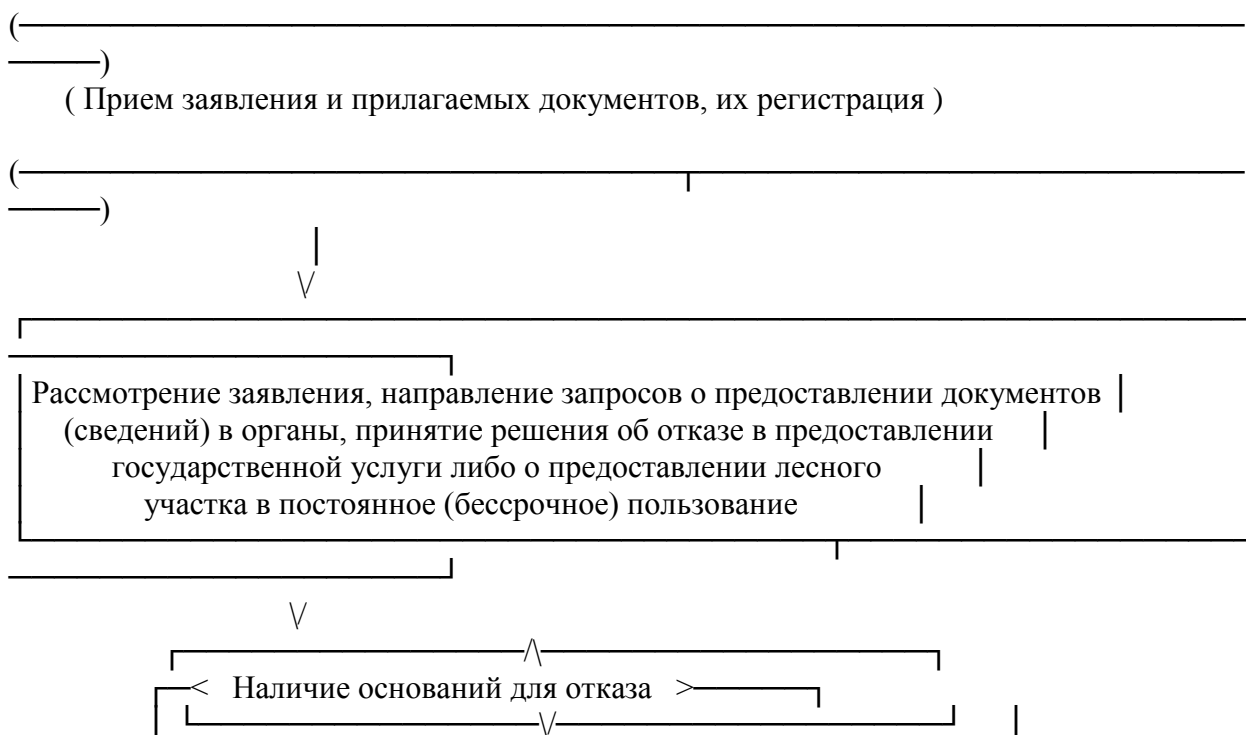 ( Прием заявления и прилагаемых документов, их регистрация )
Рассмотрение заявления, направление запросов о предоставлении документов
(сведений) в органы, принятие решения об отказе в предоставлении
государственной услуги либо о предоставлении лесного
участка в постоянное (бессрочное) пользование
< Наличие оснований для отказа >